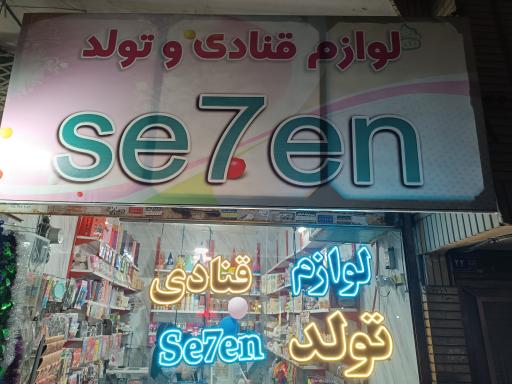 لوازم قنادی و تولد
se7en
لوازم قنادی
تولد Se7en